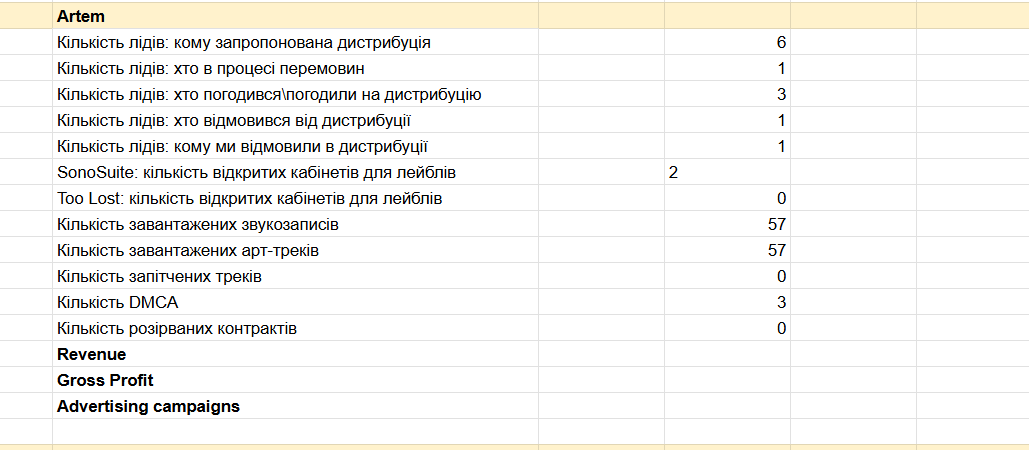 Artem
Кількість лідів: кому запропонована дистрибуція 6
Кількість лідів: хто в процесі перемовин 1
Кількість лідів: хто погодився\погодили на дистрибуцію 3
Кількість лідів: хто відмовився від дистрибуції 1
Кількість лідів: кому ми відмовили в дистрибуції 1
SonoSuite: кількість відкритих кабінетів для лейблів 2
Too Lost: кількість відкритих кабінетів для лейблів 0
Кількість завантажених звукозаписів 57
Кількість завантажених арт-треків 57
Кількість запітчених треків 0
Кількість DMCA 3
Кількість розірваних контрактів 0
Revenue
Gross Profit
Advertising campaigns